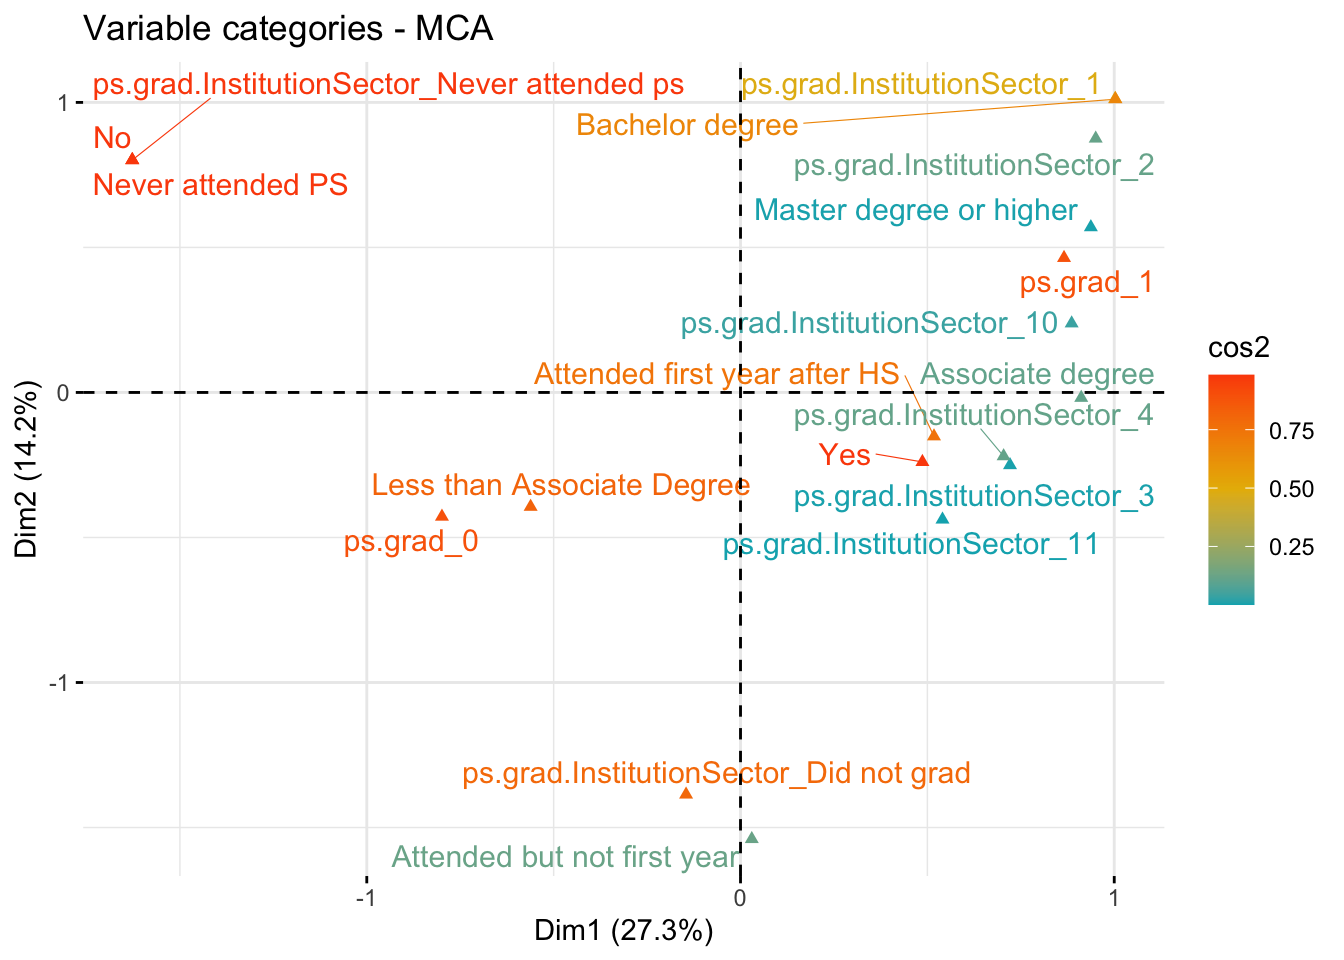 Variable categories - MCA
ps.grad.InstitutionSector_Never attended ps
ps.grad.InstitutionSector_1
Bachelor degree
No
ps.grad.InstitutionSector_2
Never attended PS
Master degree or higher
ps.grad_1
ps.grad.InstitutionSector_10
Attended first year after HS
Associate degree
ps.grad.InstitutionSector_4
Yes
Less than Associate Degree
ps.grad.InstitutionSector_3
ps.grad_0
ps.grad.InstitutionSector_11
ps.grad.InstitutionSector_Did not grad
Attended but not first year
1
0
-1
Dim2 (14.2%)
-1
0
1
Dim1 (27.3%)
cos2
0.75
0.50
0.25